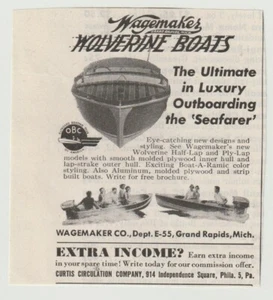 Wagemaker
WOLVERINE BOATS
The Ultimate
in Luxury
Outboarding
the 'Seafarer'
OBC
Eye-catching new designs and
styling. See Wagemaker's new
Wolverine Half-Lap and Ply-Lap
models with smooth molded plywood inner hull and
lap-strake outer hull. Exciting Boat-A-Ramic color
styling. Also Aluminum, molded plywood and strip
built boats. Write for free brochure.
WAGEMAKER CO., Dept. E-55, Grand Rapids, Mich.
EXTRA INCOME? Earn extra income
in your spare time! Write today for our commission offer.
CURTIS CIRCULATION COMPANY, 914 Independence Square, Phila. 5, Pa.